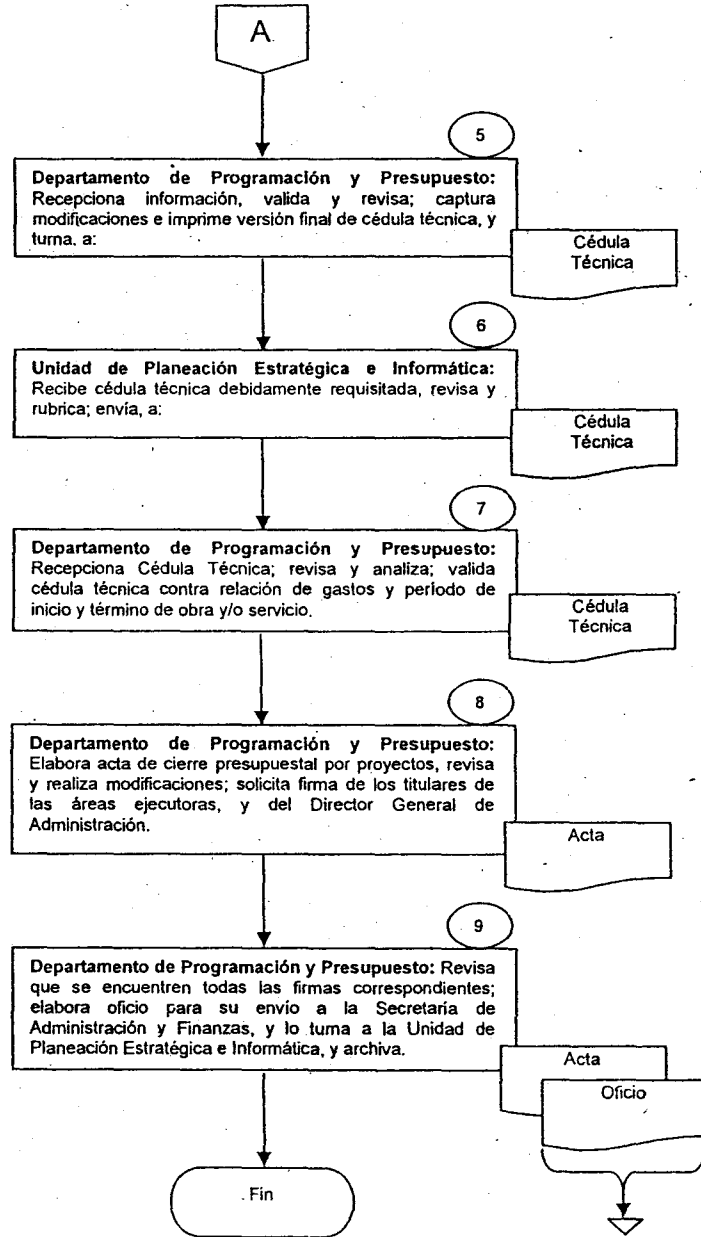 A
5
Departamento de Programación y Presupuesto:
Recepciona información, valida y revisa; captura
modificaciones e imprime versión final de cédula técnica, y
turna, a:
Cédula
Técnica
6
Unidad de Planeación Estratégica e Informática:
Recibe cédula técnica debidamente requisitada, revisa y
rubrica; envía, a:
Cédula
Técnica
7
Departamento de Programación y Presupuesto:
Recepciona Cédula Técnica; revisa y analiza; valida
cédula técnica contra relación de gastos y período de
inicio y término de obra y/o servicio.
Cédula
Técnica
8
Departamento de Programación y Presupuesto:
Elabora acta de cierre presupuestal por proyectos, revisa
y realiza modificaciones; solicita firma de los titulares de
las áreas ejecutoras, y del Director General de
Administración.
Acta
9
Departamento de Programación y Presupuesto: Revisa
que se encuentren todas las firmas correspondientes;
elabora oficio para su envío a la Secretaría de
Administración y Finanzas, y lo turna a la Unidad de
Planeación Estratégica e Informática, y archiva.
Acta
Oficio
Fin